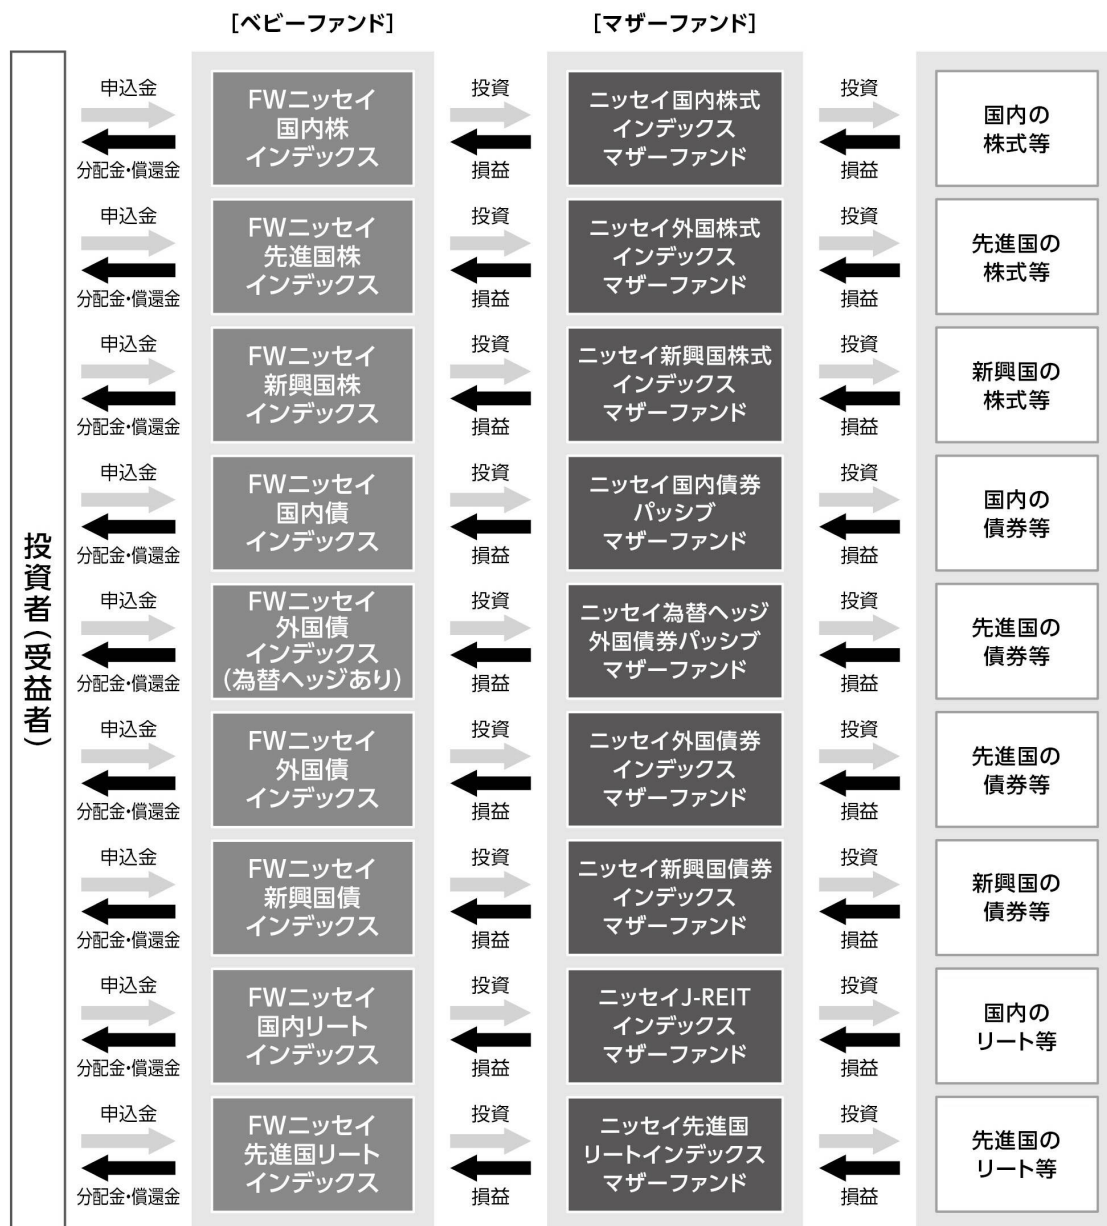 ［ベビーファンド］
［マザーファンド］
投資者（受益者）
申込金
分配金・償還金
FWニッセイ
国内株
インデックス
投資
損益
ニッセイ国内株式
インデックス
マザーファンド
投資
損益
国内の
株式等
申込金
分配金・償還金
FWニッセイ
先進国株
インデックス
投資
損益
ニッセイ外国株式
インデックス
マザーファンド
投資
損益
先進国の
株式等
申込金
分配金・償還金
FWニッセイ
新興国株
インデックス
投資
損益
ニッセイ新興国株式
インデックス
マザーファンド
投資
損益
新興国の
株式等
申込金
分配金・償還金
FWニッセイ
国内債
インデックス
投資
損益
ニッセイ国内債券
パッシブ
マザーファンド
投資
損益
国内の
債券等
申込金
分配金・償還金
FWニッセイ
外国債
インデックス
（為替ヘッジあり）
投資
損益
ニッセイ為替ヘッジ
外国債券パッシブ
マザーファンド
投資
損益
先進国の
債券等
申込金
分配金・償還金
FWニッセイ
外国債
インデックス
投資
損益
ニッセイ外国債券
インデックス
マザーファンド
投資
損益
先進国の
債券等
申込金
分配金・償還金
FWニッセイ
新興国債
インデックス
投資
損益
ニッセイ新興国債券
インデックス
マザーファンド
投資
損益
新興国の
債券等
申込金
分配金・償還金
FWニッセイ
国内リート
インデックス
投資
損益
ニッセイJ-REIT
インデックス
マザーファンド
投資
損益
国内の
リート等
申込金
分配金・償還金
FWニッセイ
先進国リート
インデックス
投資
損益
ニッセイ先進国
リートインデックス
マザーファンド
投資
損益
先進国の
リート等